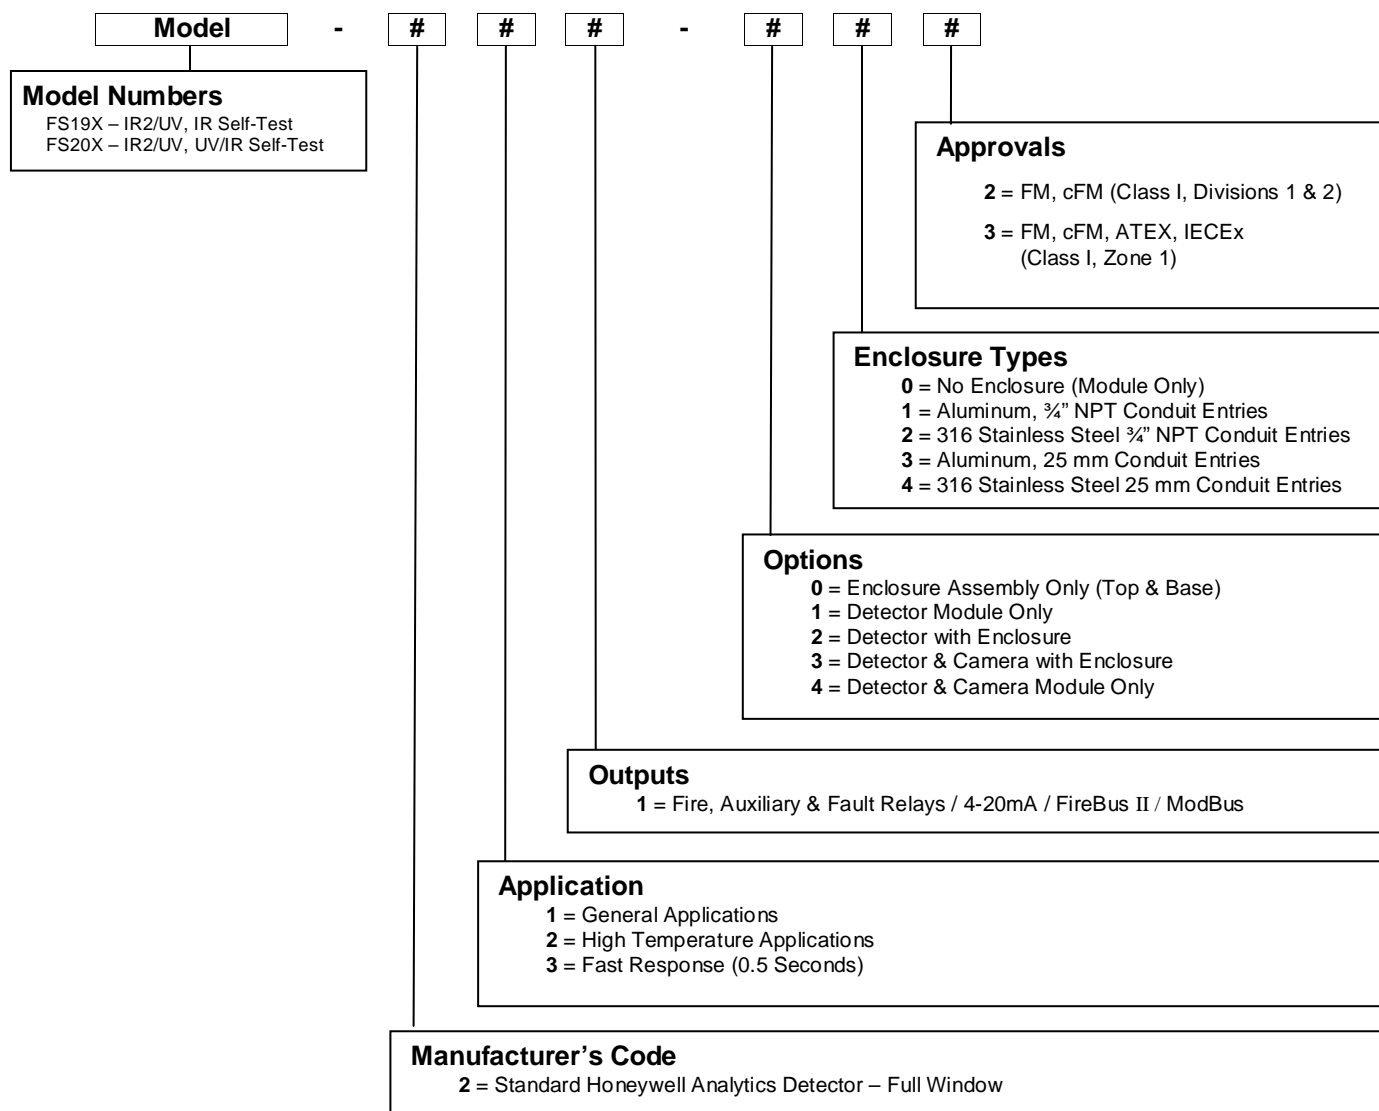 Model - # # # - # # #
Model Numbers
FS19X – IR2/UV, IR Self-Test
FS20X – IR2/UV, UV/IR Self-Test
Approvals
2 = FM, cFM (Class I, Divisions 1 & 2)
3 = FM, cFM, ATEX, IECEx
(Class I, Zone 1)
Enclosure Types
0 = No Enclosure (Module Only)
1 = Aluminum, ¾” NPT Conduit Entries
2 = 316 Stainless Steel ¾” NPT Conduit Entries
3 = Aluminum, 25 mm Conduit Entries
4 = 316 Stainless Steel 25 mm Conduit Entries
Options
0 = Enclosure Assembly Only (Top & Base)
1 = Detector Module Only
2 = Detector with Enclosure
3 = Detector & Camera with Enclosure
4 = Detector & Camera Module Only
Outputs
1 = Fire, Auxiliary & Fault Relays / 4-20mA / FireBus II / ModBus
Application
1 = General Applications
2 = High Temperature Applications
3 = Fast Response (0.5 Seconds)
Manufacturer’s Code
2 = Standard Honeywell Analytics Detector – Full Window